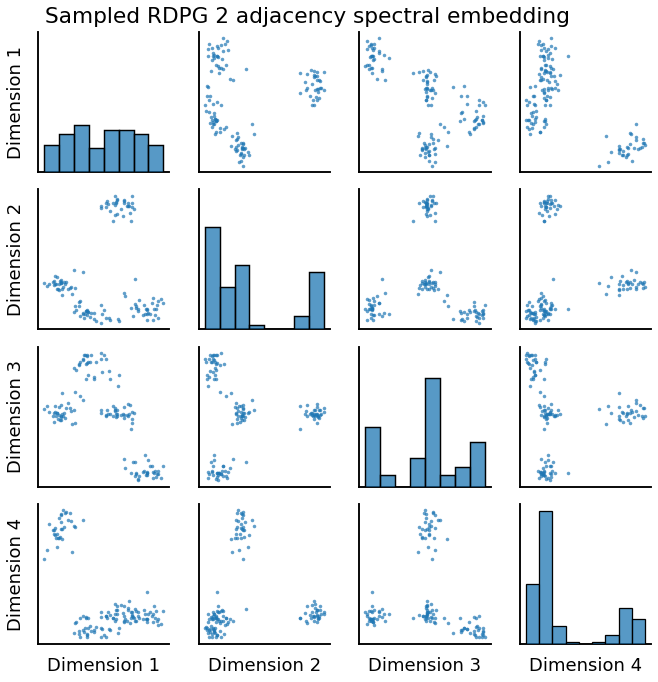 Sampled RDPG 2 adjacency spectral embedding
Dimension 1
Dimension 2
Dimension 3
Dimension 4
Dimension 1 Dimension 2 Dimension 3 Dimension 4